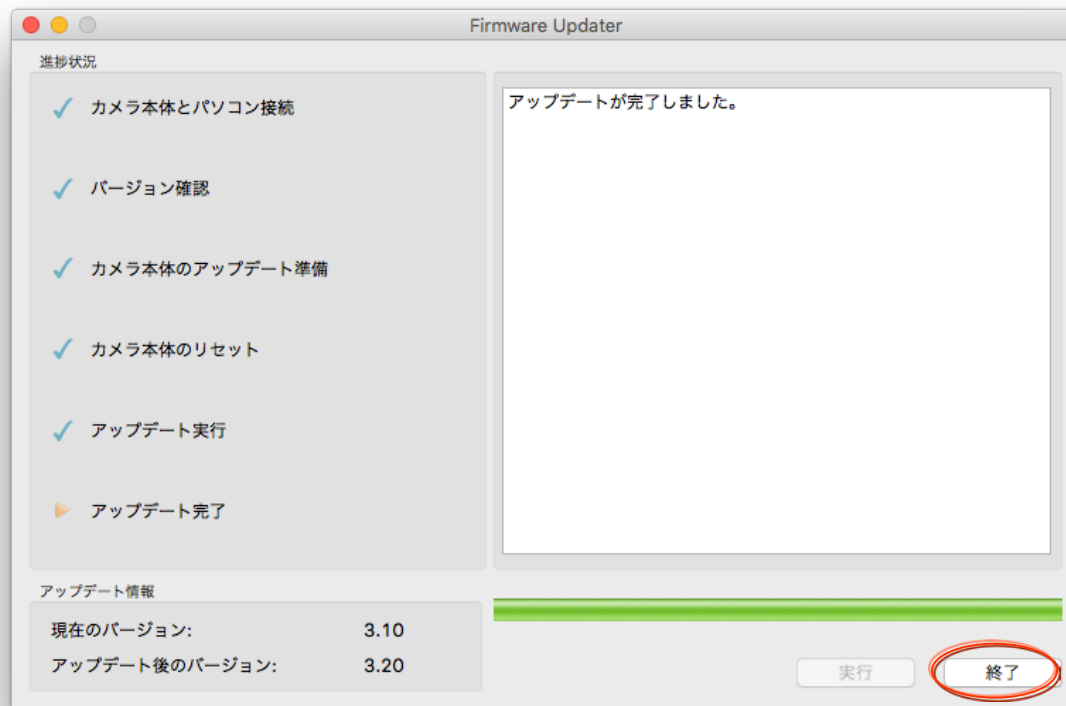 Firmware Updater
進捗状況
カメラ本体とパソコン接続
バージョン確認
カメラ本体のアップデート準備
カメラ本体のリセット
アップデート実行
アップデート完了
アップデートが完了しました。
アップデート情報
現在のバージョン: 3.10
アップデート後のバージョン: 3.20
実行
終了